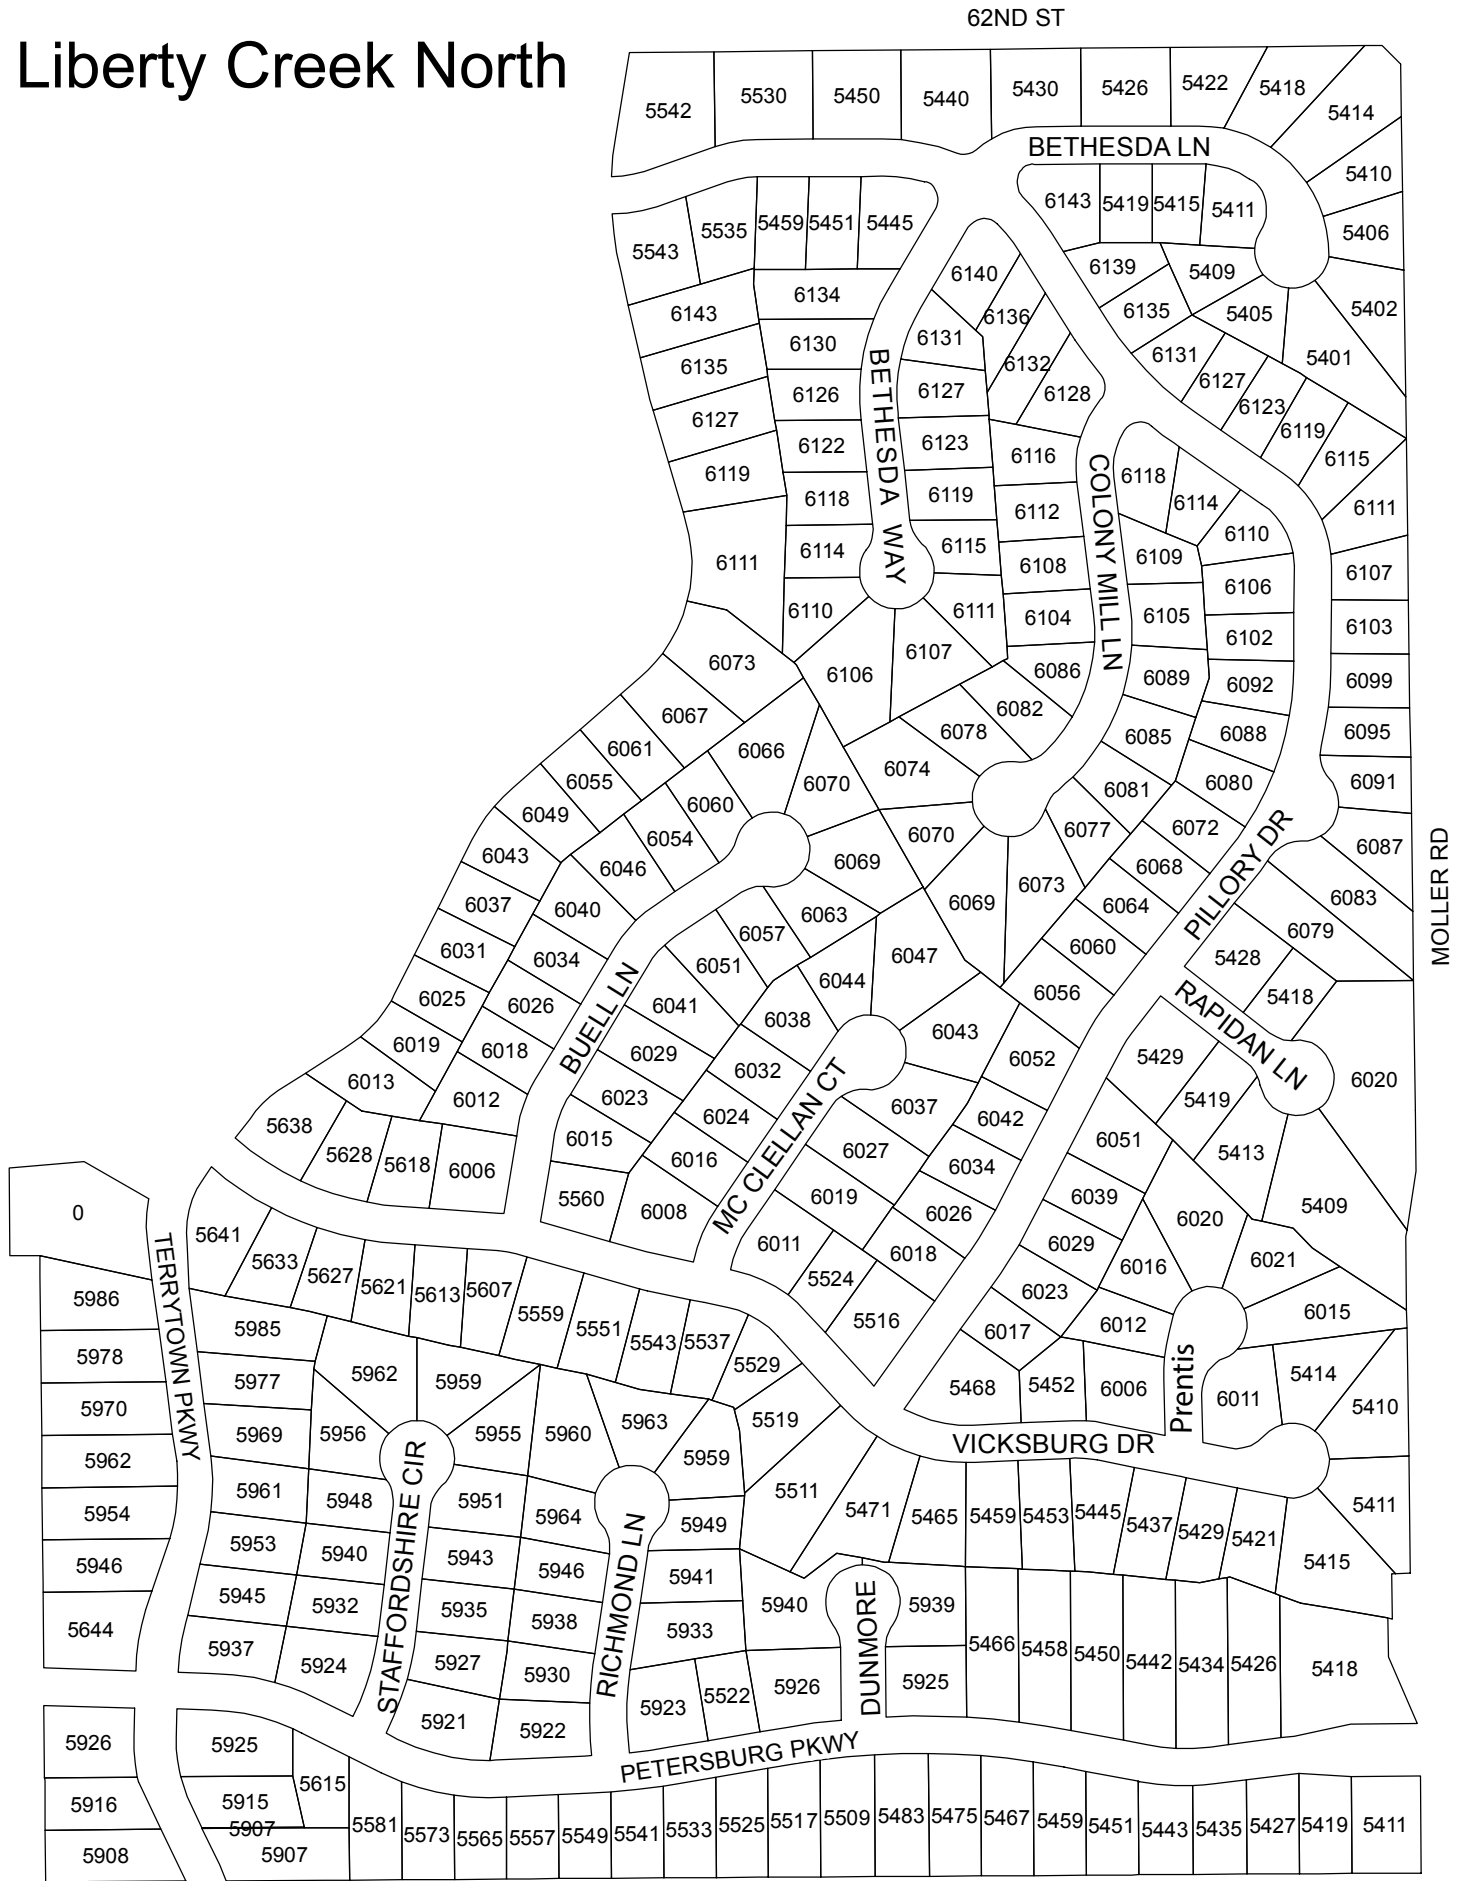 62ND ST
Liberty Creek North
5542 5530 5450 5440 5430 5426 5422 5418 5414
BETHESDA LN
5410
5543 5535 5459 5451 5445 6143 5419 5415 5411 5406
6143 6134 6140 6139 5409 5402
6135 6130 6131 6136 6135 5405 5401
6127 6126 6127 6132 6128 6131 6127 6123 6119 6115
BETHESDA WAY
6119 6122 6123 6116 6118 6114 6111
COLONY MILL LN
6118 6119 6112 6110
6111 6114 6115 6108 6109 6106 6107
6110 6111 6104 6105 6102 6103
6073 6106 6107 6086 6089 6092 6099
6067 6066 6082 6085 6088 6095
6061 6078
6055 6060 6070 6074 6081 6080 6091
6049 6054 6070 6077 6072 6087
PILLORY DR
MOLLER RD
6043 6046 6069 6073 6068 6083
6037 6040 6063 6069 6064 6079
6031 6034 6057 6051 6047 6060 5428
6025 6026 6041 6044 6056 5418
BUELL LN
RAPIDAN LN
6019 6018 6029 6038 6043 6052 5429 6020
6013 6012 6023 6032 6037 6042 5419
MC CLELLAN CT
5638 5628 5618 6006 6015 6024 6027 6034 6051 5413
5560 6016 6019 6026 6039 6020 5409
0 5641 6008 6011 6018 6029 6016 6021
TERRYTOWN PKWY
5633 5627 5621 5613 5607 5559 5551 5543 5537 5529 5524 5516 6023 6017 6012 6015
5986 5985
5978 5977 5962 5959 5468 5452 6006 6011 5414 5410
Prentis
5970 5969 5956 5955 5960 5963 5519
VICKSBURG DR
5962 5961 5948 5951 5964 5959 5511 5471 5465 5459 5453 5445 5437 5429 5421 5411
STAFFORDSHIRE CIR
RICHMOND LN
5954 5953 5940 5943 5946 5949 5415
5946 5945 5932 5935 5938 5941 5940 5939
DUNMORE
5644 5937 5924 5927 5930 5933 5926 5925 5466 5458 5450 5442 5434 5426 5418
5921 5922 5923 5522
PETERSBURG PKWY
5926 5925 5615
5916 5915 5581 5573 5565 5557 5549 5541 5533 5525 5517 5509 5483 5475 5467 5459 5451 5443 5435 5427 5419 5411
5907
5908 5907